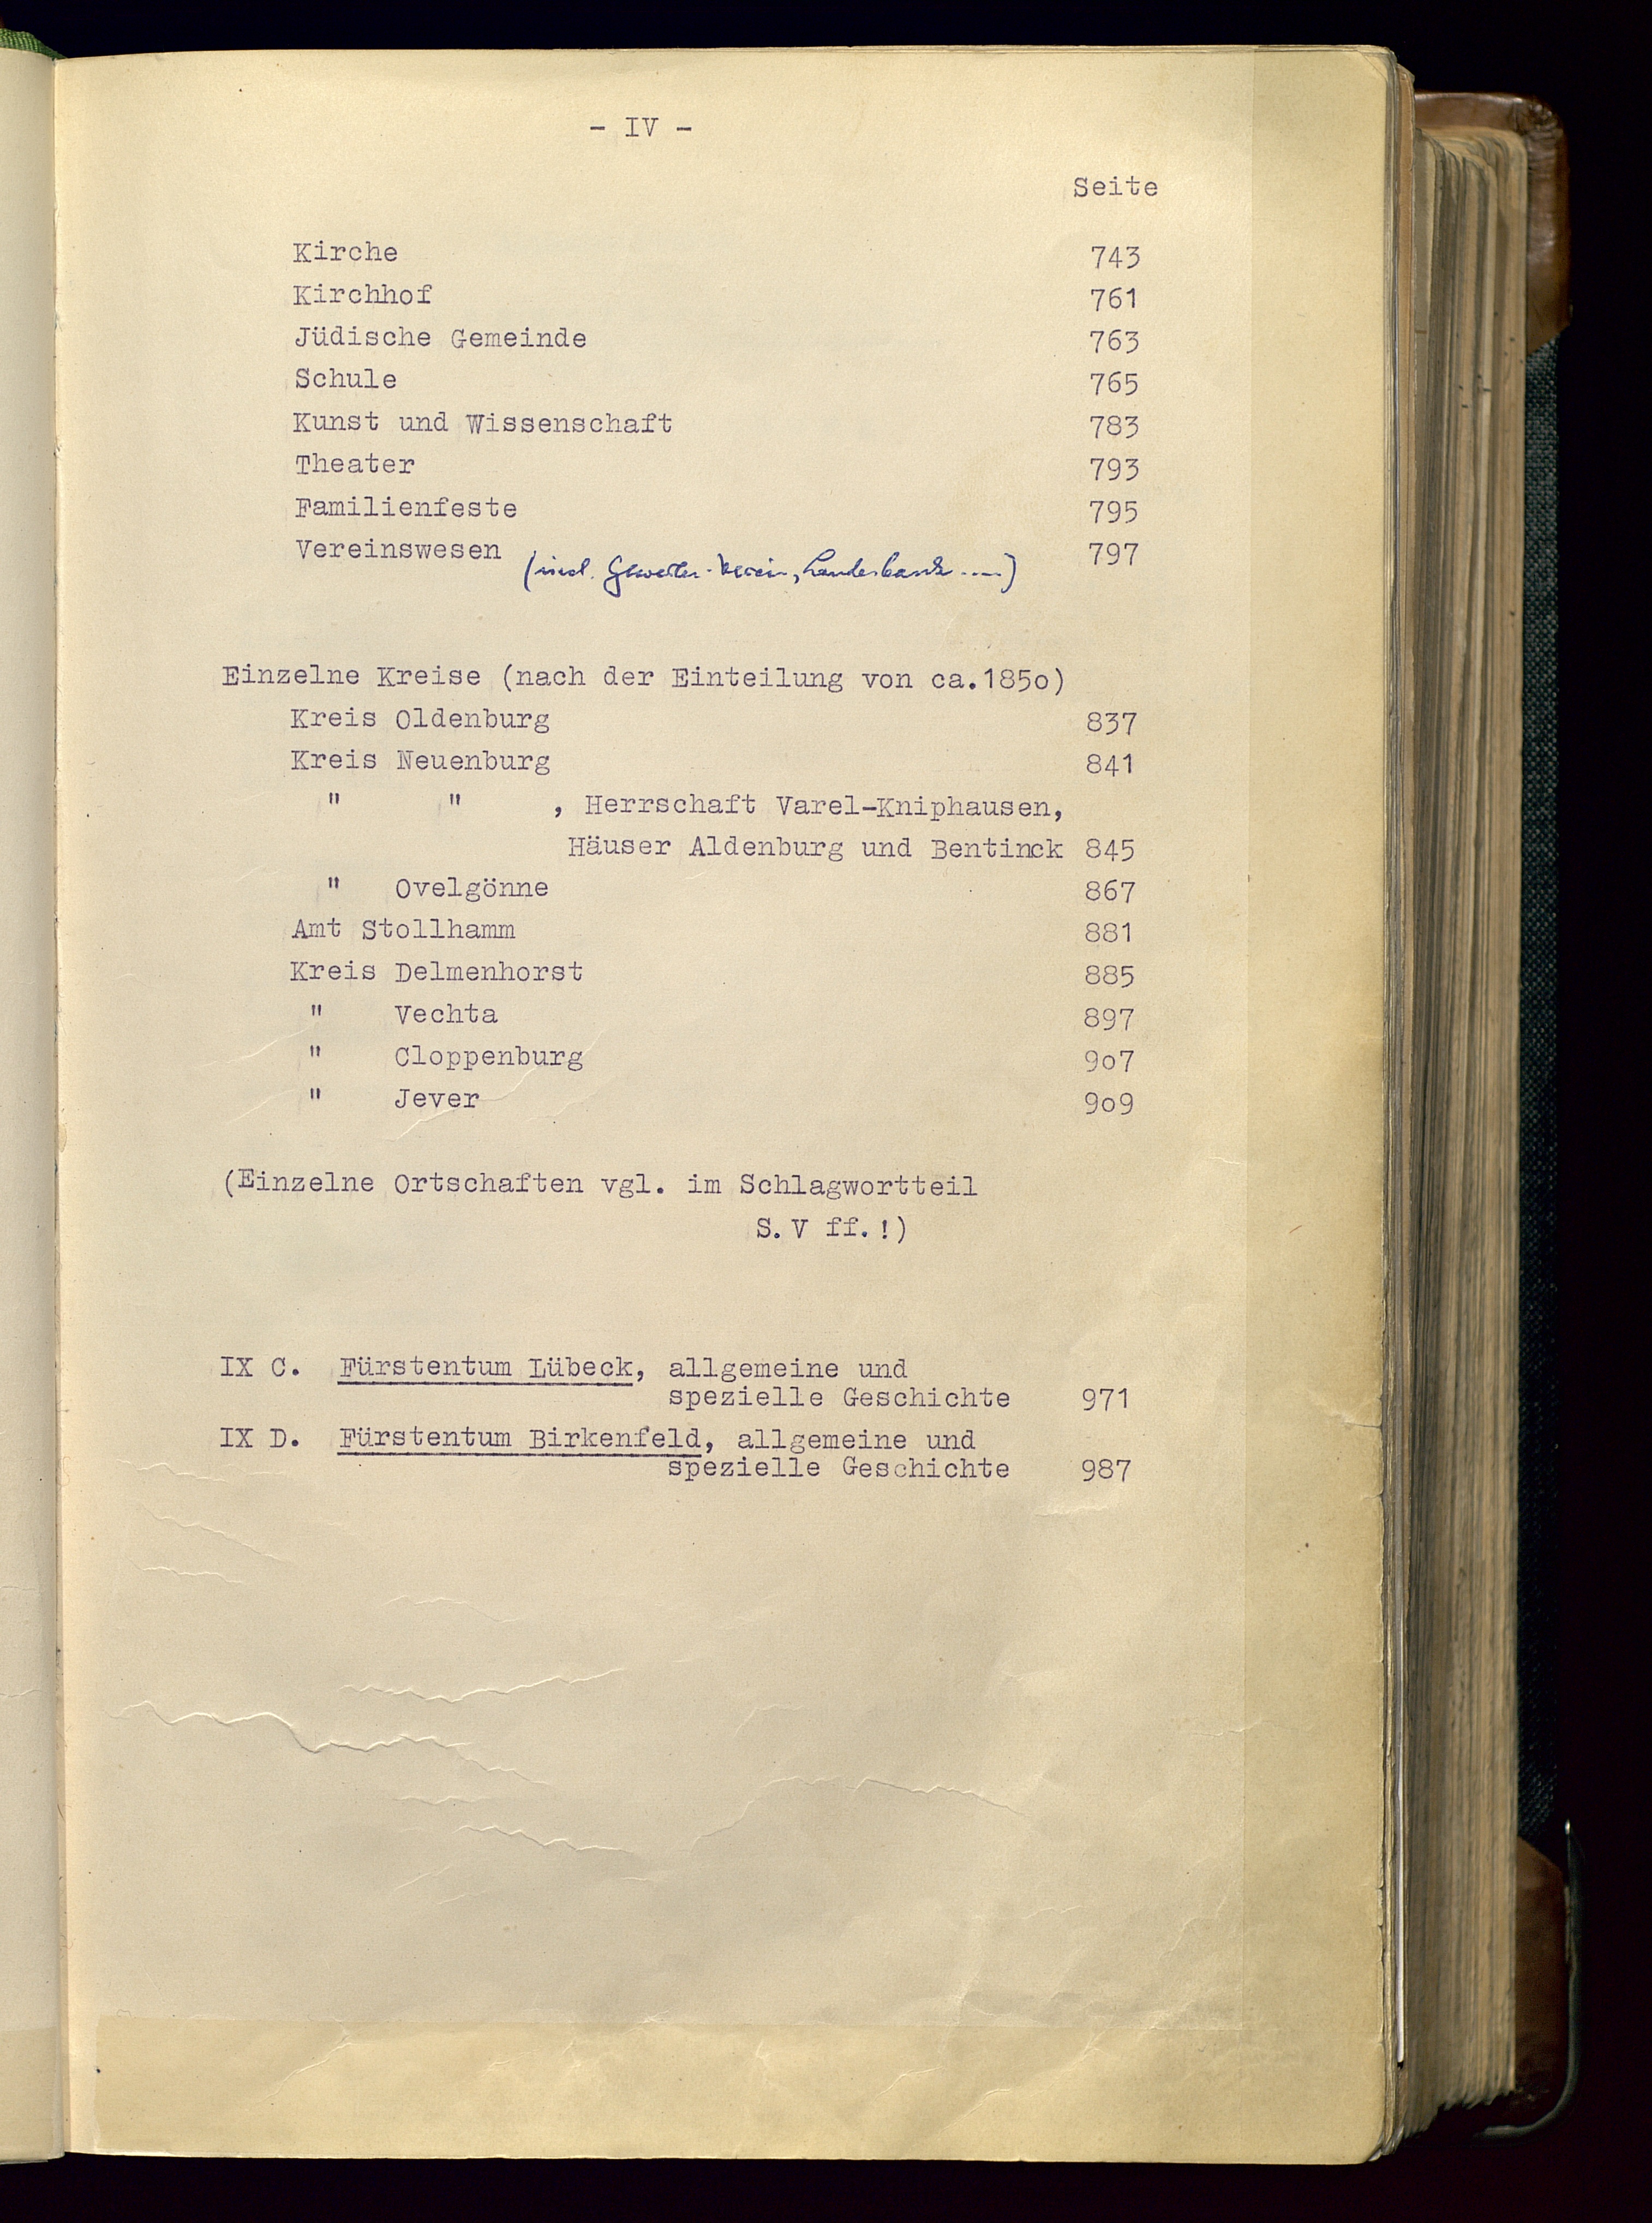 - IV -
Seite
Kirche 743
Kirchhof 761
Jüdische Gemeinde 763
Schule 765
Kunst und Wissenschaft 783
Theater 793
Familienfeste 795
Vereinswesen 797
(incl. Gewerbe-Verein, Landesbank ....)
Einzelne Kreise (nach der Einteilung von ca.185o)
Kreis Oldenburg 837
Kreis Neuenburg 841
" " , Herrschaft Varel-Kniphausen,
Häuser Aldenburg und Bentinck 845
" Ovelgönne 867
Amt Stollhamm 881
Kreis Delmenhorst 885
" Vechta 897
" Cloppenburg 9o7
" Jever 9o9
(Einzelne Ortschaften vgl. im Schlagwortteil
S.V ff.!)
IX C. Fürstentum Lübeck, allgemeine und
spezielle Geschichte 971
IX D. Fürstentum Birkenfeld, allgemeine und
spezielle Geschichte 987